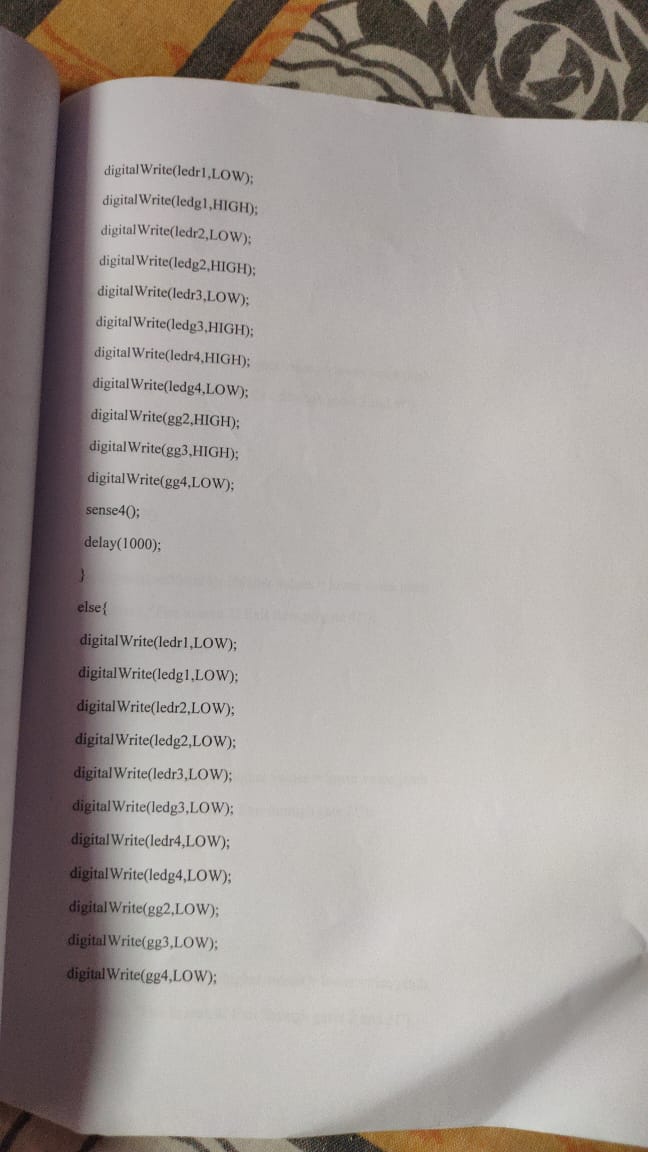 digitalWrite(ledr1,LOW);
digitalWrite(ledg1,HIGH);
digitalWrite(ledr2,LOW);
digitalWrite(ledg2,HIGH);
digitalWrite(ledr3,LOW);
digitalWrite(ledg3,HIGH);
digitalWrite(ledr4,HIGH);
digitalWrite(ledg4,LOW);
digitalWrite(gg2,HIGH);
digitalWrite(gg3,HIGH);
digitalWrite(gg4,LOW);
sense4();
delay(1000);
}
else{
digitalWrite(ledr1,LOW);
digitalWrite(ledg1,LOW);
digitalWrite(ledr2,LOW);
digitalWrite(ledg2,LOW);
digitalWrite(ledr3,LOW);
digitalWrite(ledg3,LOW);
digitalWrite(ledr4,LOW);
digitalWrite(ledg4,LOW);
digitalWrite(gg2,LOW);
digitalWrite(gg3,LOW);
digitalWrite(gg4,LOW);